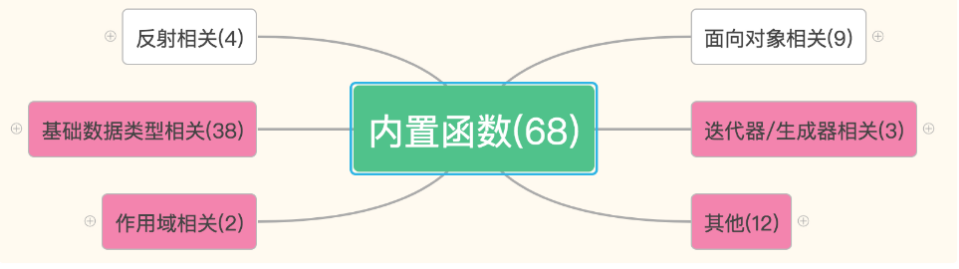 反射相关(4)
面向对象相关(9)
基础数据类型相关(38)
内置函数(68)
迭代器/生成器相关(3)
作用域相关(2)
其他(12)